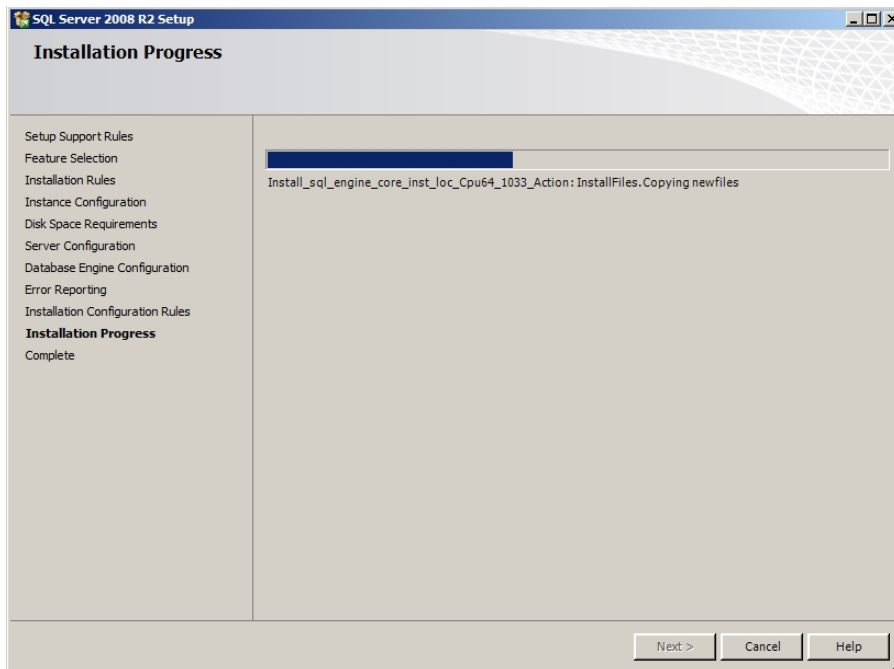 SQL Server 2008 R2 Setup
Installation Progress
Setup Support Rules
Feature Selection
Installation Rules
Instance Configuration
Disk Space Requirements
Server Configuration
Database Engine Configuration
Error Reporting
Installation Configuration Rules
Installation Progress
Complete
Install_sql_engine_core_inst_loc_Cpu64_1033_Action: InstallFiles.Copying newfiles
Next >
Cancel
Help